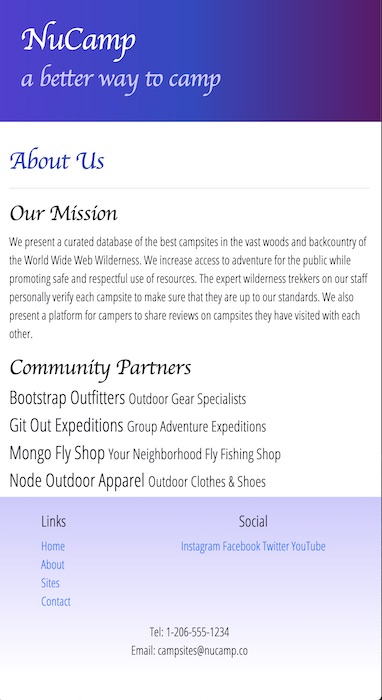 NuCamp
a better way to camp
About Us
Our Mission
We present a curated database of the best campsites in the vast woods and backcountry of
the World Wide Web Wilderness. We increase access to adventure for the public while
promoting safe and respectful use of resources. The expert wilderness trekkers on our staff
personally verify each campsite to make sure that they are up to our standards. We also
present a platform for campers to share reviews on campsites they have visited with each
other.
Community Partners
Bootstrap Outfitters Outdoor Gear Specialists
Git Out Expeditions Group Adventure Expeditions
Mongo Fly Shop Your Neighborhood Fly Fishing Shop
Node Outdoor Apparel Outdoor Clothes & Shoes
Links
Home
About
Sites
Contact
Social
Instagram Facebook Twitter YouTube
Tel: 1-206-555-1234
Email: campsites@nucamp.co